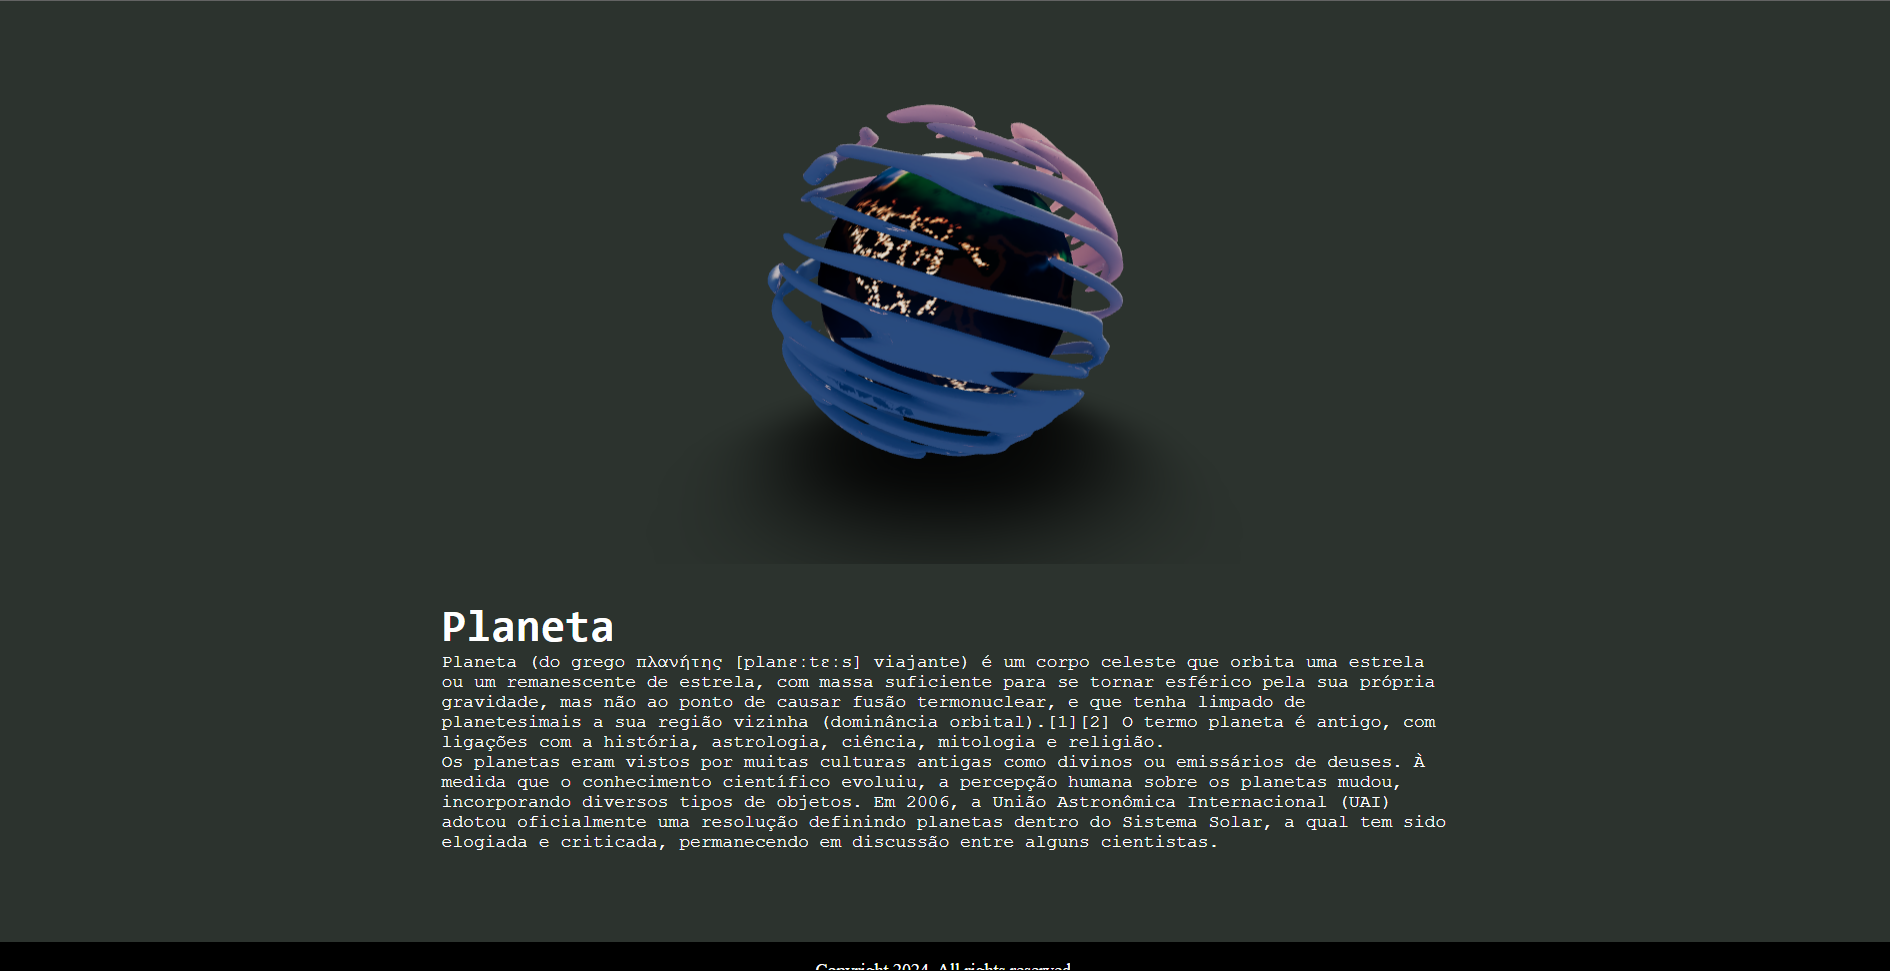 Planeta
Planeta (do grego πλανήτης [planɛːtɛːs] viajante) é um corpo celeste que orbita uma estrela
ou um remanescente de estrela, com massa suficiente para se tornar esférico pela sua própria
gravidade, mas não ao ponto de causar fusão termonuclear, e que tenha limpado de
planetesimais a sua região vizinha (dominância orbital).[1][2] O termo planeta é antigo, com
ligações com a história, astrologia, ciência, mitologia e religião.
Os planetas eram vistos por muitas culturas antigas como divinos ou emissários de deuses. À
medida que o conhecimento científico evoluiu, a percepção humana sobre os planetas mudou,
incorporando diversos tipos de objetos. Em 2006, a União Astronômica Internacional (UAI)
adotou oficialmente uma resolução definindo planetas dentro do Sistema Solar, a qual tem sido
elogiada e criticada, permanecendo em discussão entre alguns cientistas.
Copyright 2024. All rights reserved